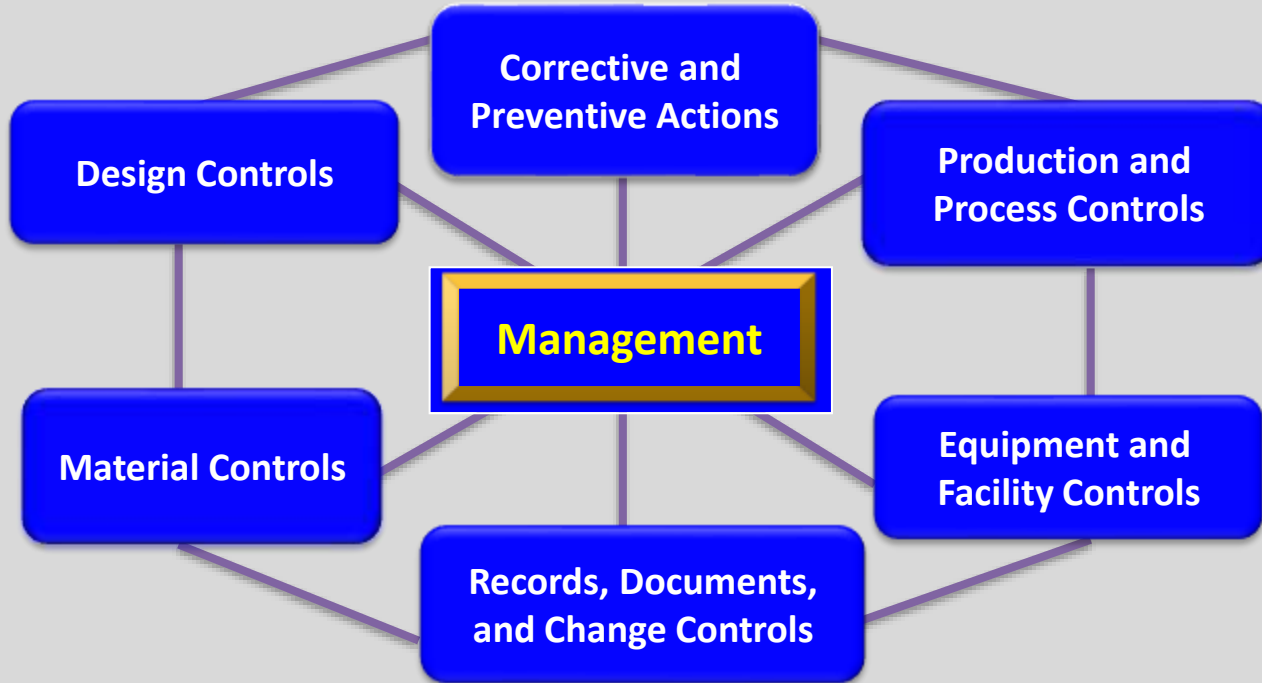 Corrective and
Preventive Actions
Design Controls
Production and
Process Controls
Management
Material Controls
Equipment and
Facility Controls
Records, Documents,
and Change Controls